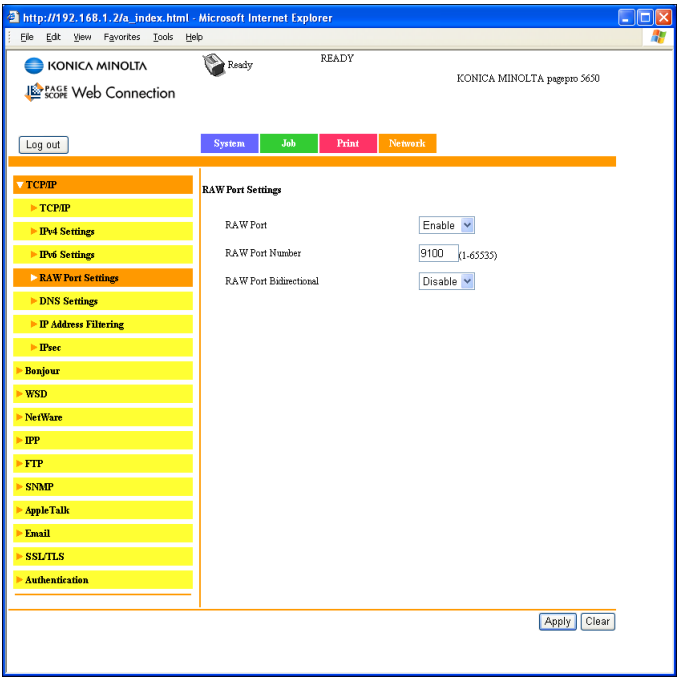 http://192.168.1.2/a_index.html - Microsoft Internet Explorer
File Edit View Favorites Tools Help
KONICA MINOLTA
Ready
READY
KONICA MINOLTA pagepro 5650
PAGE SCOPE Web Connection
Log out
System Job Print Network
TCP/IP
TCP/IP
IPv4 Settings
IPv6 Settings
RAW Port Settings
DNS Settings
IP Address Filtering
IPsec
Bonjour
WSD
NetWare
IPP
FTP
SNMP
AppleTalk
Email
SSL/TLS
Authentication
RAW Port Settings
RAW Port Enable
RAW Port Number 9100 (1-65535)
RAW Port Bidirectional Disable
Apply Clear